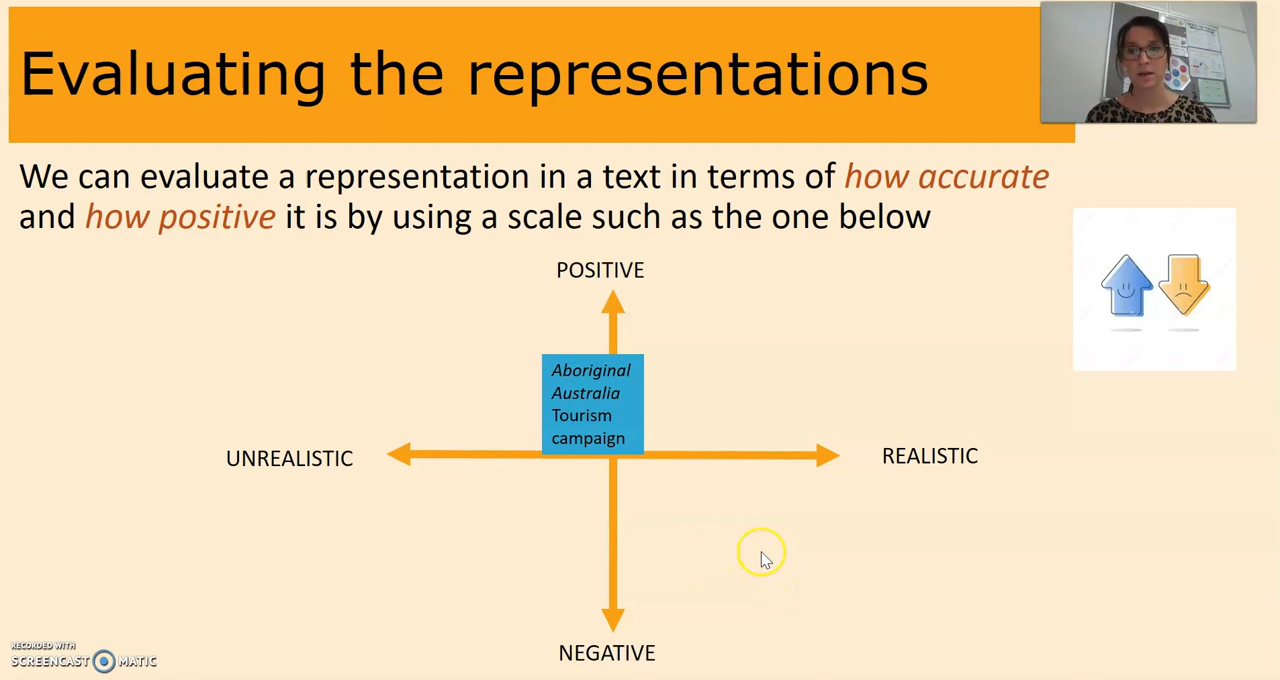 Evaluating the representations
We can evaluate a representation in a text in terms of how accurate
and how positive it is by using a scale such as the one below
POSITIVE
Aboriginal
Australia
Tourism
campaign
UNREALISTIC
REALISTIC
NEGATIVE
RECORDED WITH
SCREENCAST MATIC